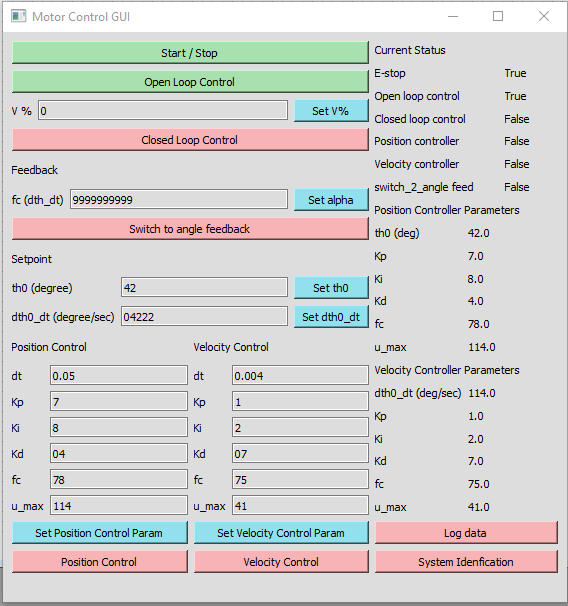 Motor Control GUI
Start / Stop
Open Loop Control
V % 0 Set V%
Closed Loop Control
Feedback
fc (dth_dt) 9999999999 Set alpha
Switch to angle feedback
Setpoint
th0 (degree) 42 Set th0
dth0_dt (degree/sec) 04222 Set dth0_dt
Position Control
dt 0.05
Kp 7
Ki 8
Kd 04
fc 78
u_max 114
Set Position Control Param
Position Control
Velocity Control
dt 0.004
Kp 1
Ki 2
Kd 07
fc 75
u_max 41
Set Velocity Control Param
Velocity Control
Current Status
E-stop True
Open loop control True
Closed loop control False
Position controller False
Velocity controller False
switch_2_angle feed False
Position Controller Parameters
th0 (deg) 42.0
Kp 7.0
Ki 8.0
Kd 4.0
fc 78.0
u_max 114.0
Velocity Controller Parameters
dth0_dt (deg/sec) 114.0
Kp 1.0
Ki 2.0
Kd 7.0
fc 75.0
u_max 41.0
Log data
System Idenfication